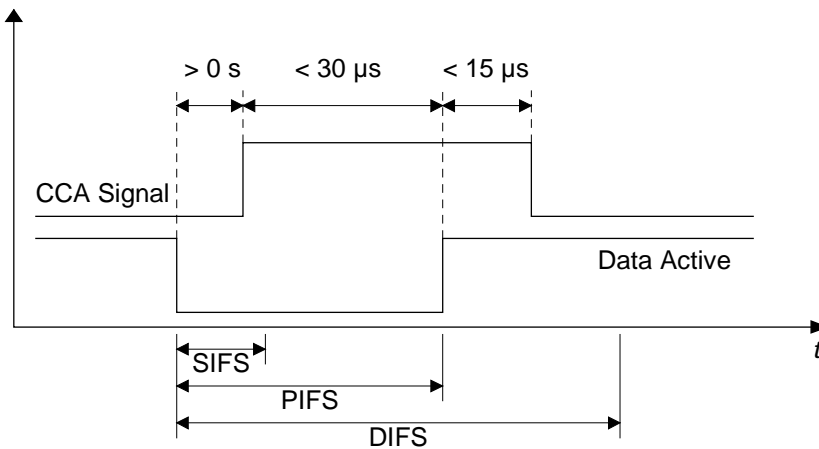 > 0 s
< 30 µs
< 15 µs
CCA Signal
Data Active
t
SIFS
PIFS
DIFS